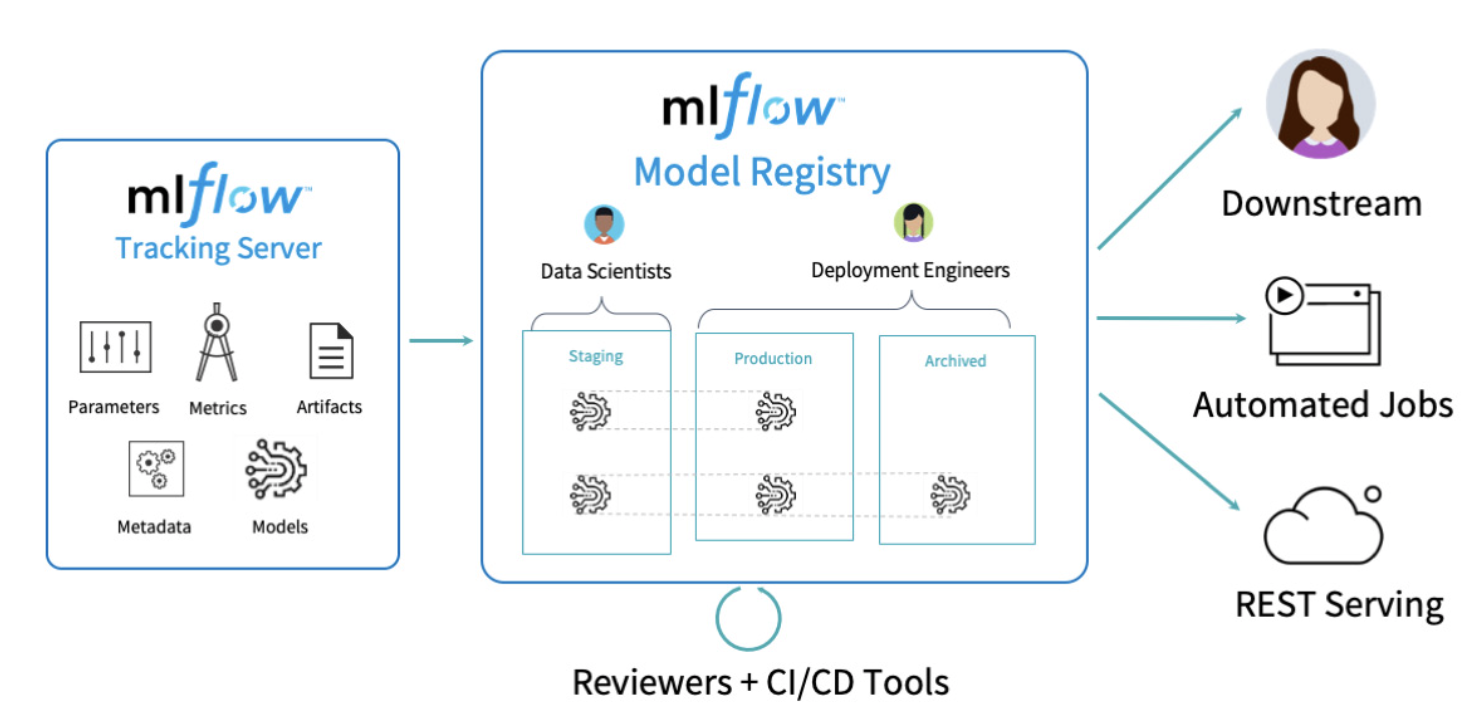 mlflow™
Tracking Server
Parameters
Metrics
Artifacts
Metadata
Models
mlflow™
Model Registry
Data Scientists
Deployment Engineers
Staging
Production
Archived
Reviewers + CI/CD Tools
Downstream
Automated Jobs
REST Serving